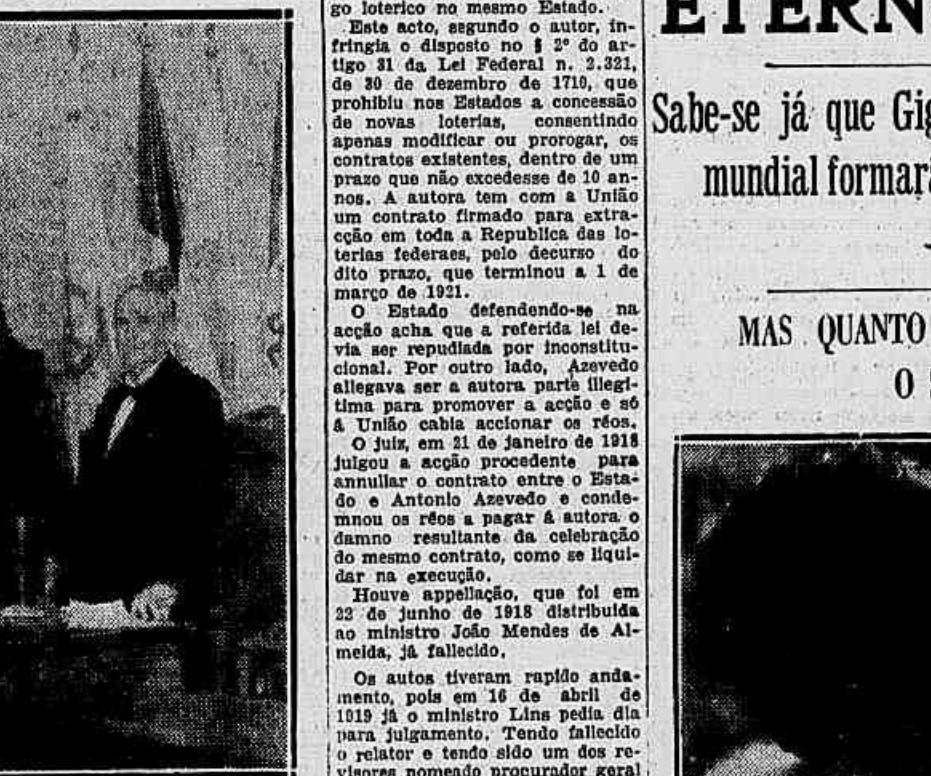 go loterico no mesmo Estado.
Este acto, segundo o autor, in-
fringia o disposto no § 2º do ar-
tigo 31 da Lei Federal n. 2.321,
de 30 de dezembro de 1710, que
prohibiu nos Estados a concessão
de novas loterias, consentindo
apenas modificar ou prorogar, os
contratos existentes, dentro de um
prazo que não excedesse de 10 an-
nos. A autora tem com a União
um contrato firmado para extra-
cção em toda a Republica das lo-
terias federaes, pelo decurso do
dito prazo, que terminou a 1 de
março de 1921.
O Estado defendendo-se na
acção acha que a referida lei de-
via ser repudiada por inconstitu-
cional. Por outro lado, Azevedo
allegava ser a autora parte illegi-
tima para promover a acção e só
á União cabia accionar os réos.
O juiz, em 21 de janeiro de 1918
julgou a acção procedente para
annullar o contrato entre o Esta-
do e Antonio Azevedo e conde-
mnou os réos a pagar á autora o
damno resultante da celebração
do mesmo contrato, como se liqui-
dar na execução.
Houve appellação, que foi em
22 de junho de 1918 distribuida
ao ministro João Mendes de Al-
meida, já fallecido.
Os autos tiveram rapido anda-
mento, pois em 16 de abril de
1919 já o ministro Lins pedia dia
para julgamento. Tendo fallecido
o relator e tendo sido um dos re-
visores nomeado procurador geral
ETERN
Sabe-se já que Gig
mundial formará
MAS QUANTO
O